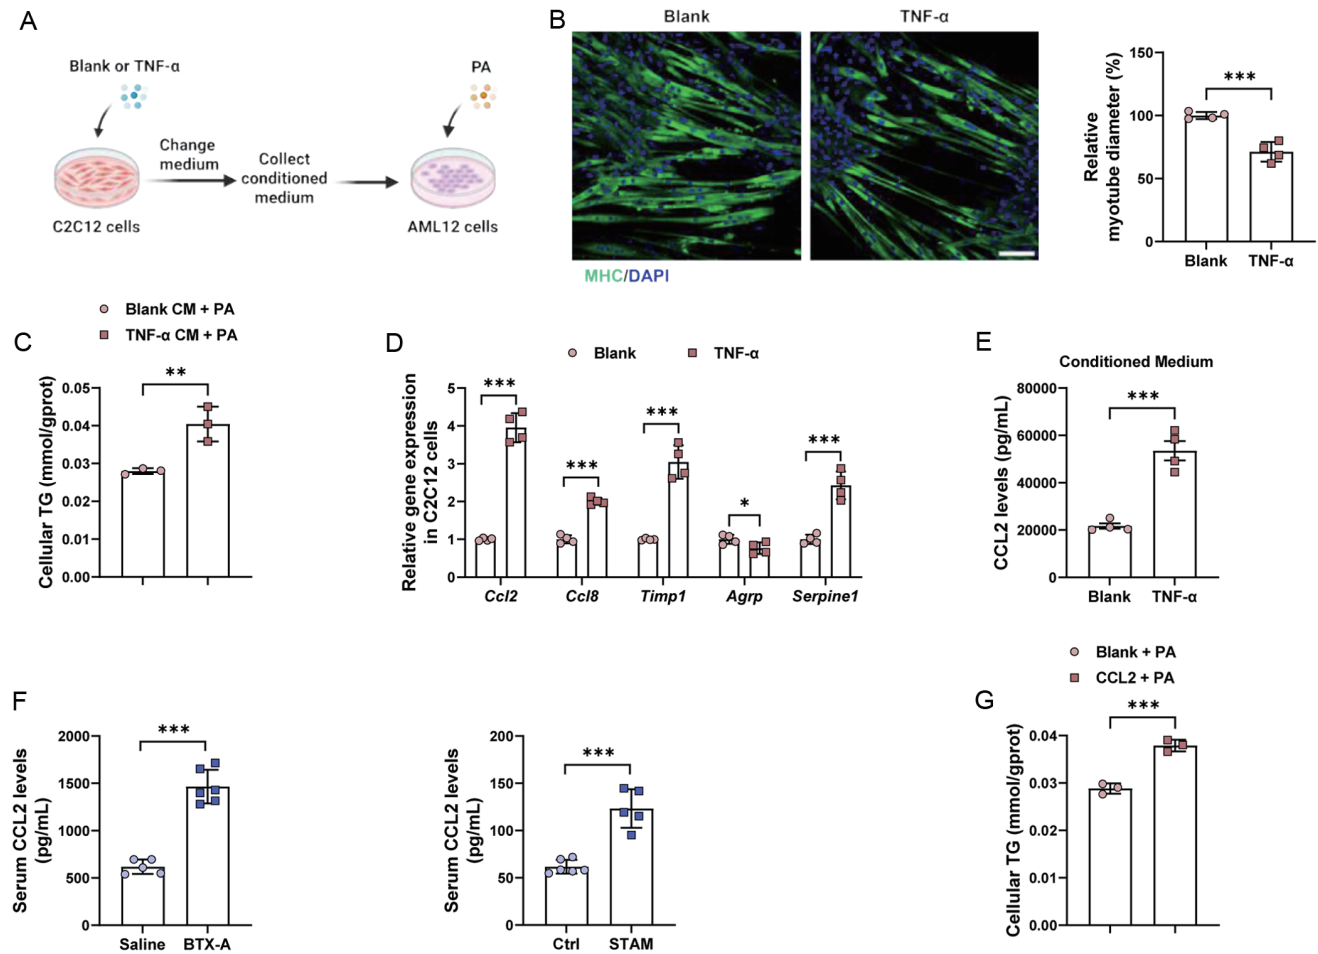 A
Blank or TNF-α
PA
Change
medium
Collect
conditioned
medium
C2C12 cells
AML12 cells
B
Blank
TNF-α
MHC/DAPI
Relative
myotube diameter (%)
150
100
50
0
***
Blank
TNF-α
C
Blank CM + PA
TNF-α CM + PA
Cellular TG (mmol/gprot)
0.05
0.04
0.03
0.02
0.01
0.00
**
D
Blank
TNF-α
Relative gene expression
in C2C12 cells
5
4
3
2
1
0
***
***
***
*
***
Ccl2
Ccl8
Timp1
Agrp
Serpine1
E
Conditioned Medium
CCL2 levels (pg/mL)
80000
60000
40000
20000
0
***
Blank
TNF-α
F
Serum CCL2 levels
(pg/mL)
2000
1500
1000
500
0
***
Saline
BTX-A
Serum CCL2 levels
(pg/mL)
200
150
100
50
0
***
Ctrl
STAM
G
Blank + PA
CCL2 + PA
Cellular TG (mmol/gprot)
0.04
0.03
0.02
0.01
0.00
***